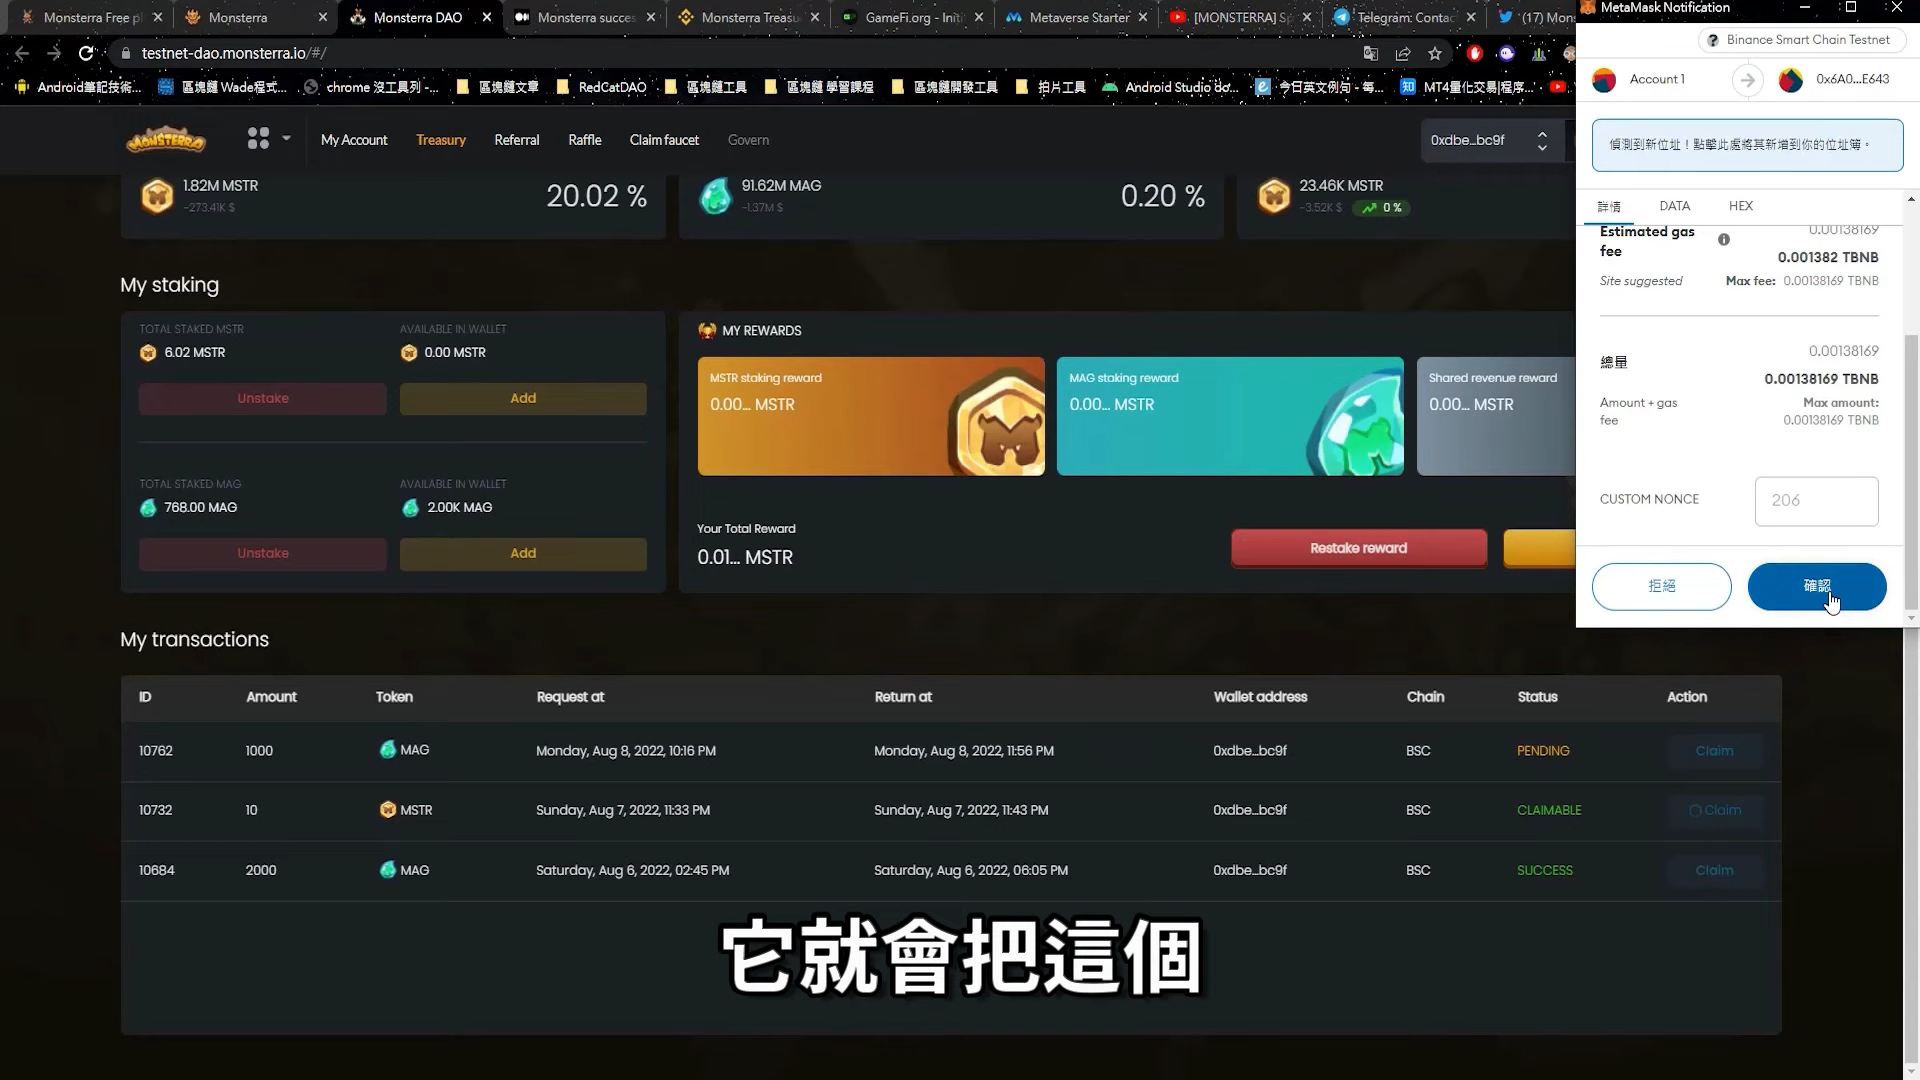 Monsterra Free pl
Monsterra
Monsterra DAO
Monsterra succes
Monsterra Treasu
GameFi.org - Initi
Metaverse Starter
[MONSTERRA] Sp
Telegram: Contac
(17) Mon
MetaMask Notification
testnet-dao.monsterra.io/#/
Binance Smart Chain Testnet
Android筆記技術...
區塊鏈 Wade程式...
chrome 沒工具列 -...
區塊鏈文章
RedCatDAO
區塊鏈工具
區塊鏈 學習課程
區塊鏈開發工具
拍片工具
Android Studio do...
今日英文例句 - 每...
MT4量化交易|程序...
Account 1
0x6A0...E643
MONSTERRA
My Account
Treasury
Referral
Raffle
Claim faucet
Govern
0xdbe...bc9f
偵測到新位址！點擊此處將其新增到你的位址簿。
1.82M MSTR
~273.41K $
20.02 %
91.62M MAG
~1.37M $
0.20 %
23.46K MSTR
~3.52K $
0 %
詳情
DATA
HEX
Estimated gas fee
0.00138169
0.001382 TBNB
Site suggested
Max fee: 0.00138169 TBNB
總量
0.00138169
0.00138169 TBNB
Amount + gas fee
Max amount:
0.00138169 TBNB
CUSTOM NONCE
206
拒絕
確認
My staking
TOTAL STAKED MSTR
6.02 MSTR
AVAILABLE IN WALLET
0.00 MSTR
Unstake
Add
TOTAL STAKED MAG
768.00 MAG
AVAILABLE IN WALLET
2.00K MAG
Unstake
Add
MY REWARDS
MSTR staking reward
0.00... MSTR
MAG staking reward
0.00... MSTR
Shared revenue reward
0.00... MSTR
Your Total Reward
0.01... MSTR
Restake reward
My transactions
ID Amount Token Request at Return at Wallet address Chain Status Action
10762 1000 MAG Monday, Aug 8, 2022, 10:16 PM Monday, Aug 8, 2022, 11:56 PM 0xdbe...bc9f BSC PENDING Claim
10732 10 MSTR Sunday, Aug 7, 2022, 11:33 PM Sunday, Aug 7, 2022, 11:43 PM 0xdbe...bc9f BSC CLAIMABLE Claim
10684 2000 MAG Saturday, Aug 6, 2022, 02:45 PM Saturday, Aug 6, 2022, 06:05 PM 0xdbe...bc9f BSC SUCCESS Claim
它就會把這個